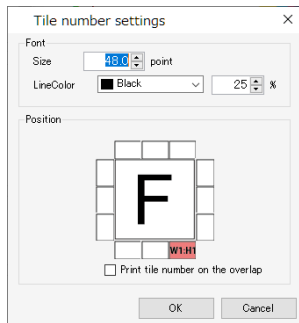 Tile number settings
Font
Size 48.0 point
LineColor Black 25 %
Position
F
W1:H1
Print tile number on the overlap
OK Cancel